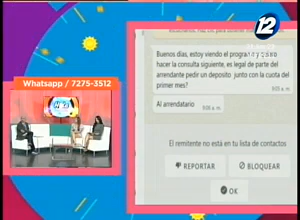 12
Buenos días, estoy viendo el programa y quiero
hacer la consulta siguiente, es legal de parte del
arrendante pedir un deposito junto con la cuota del
primer mes?
Whatsapp / 7275-3512
Al arrendatario
El remitente no está en tu lista de contactos
REPORTAR
BLOQUEAR
OK